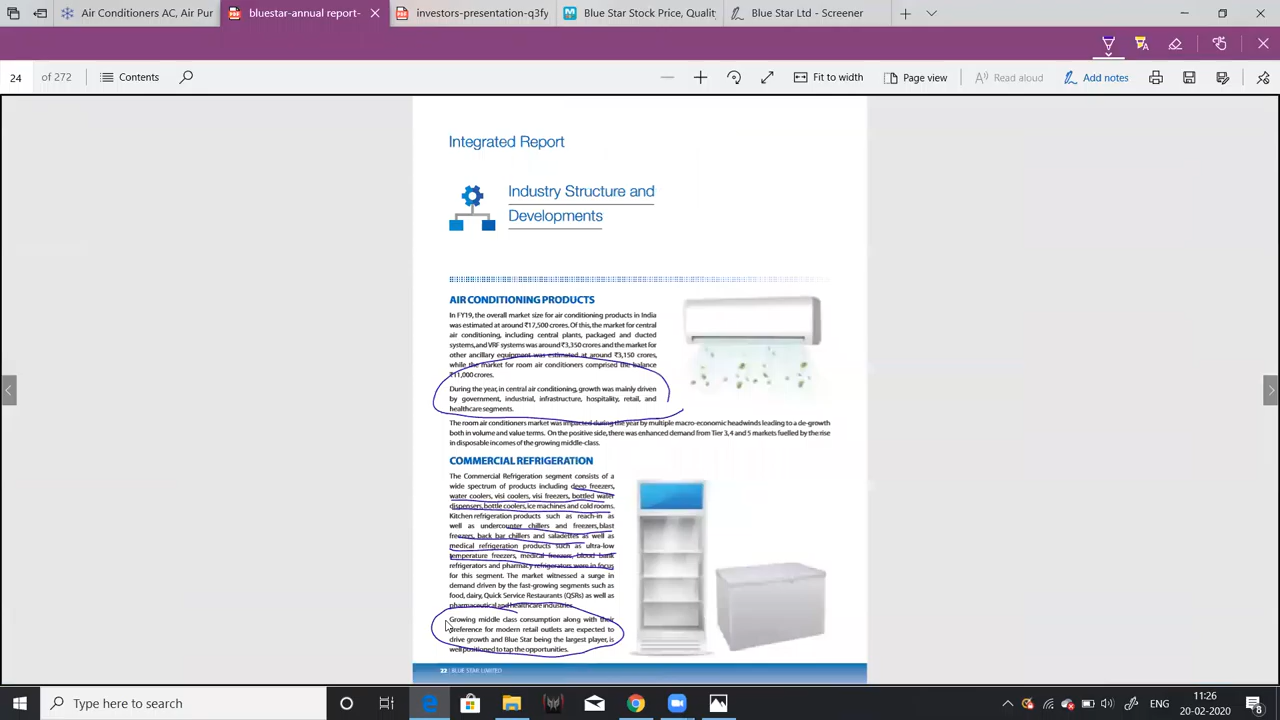 Air Conditioners AC, Air Pur
bluestar-annual report-
investors-presentation-q3fy
Blue Star Stock Price, Qualit
Blue Star Ltd - Screener
24 of 272
Contents
Fit to width
Page view
Read aloud
Add notes
Integrated Report
Industry Structure and
Developments
AIR CONDITIONING PRODUCTS
In FY19, the overall market size for air conditioning products in India
was estimated at around ₹17,500 crores. Of this, the market for central
air conditioning, including central plants, packaged and ducted
systems, and VRF systems was around ₹3,350 crores and the market for
other ancillary equipment was estimated at around ₹3,150 crores,
while the market for room air conditioners comprised the balance
₹11,000 crores.
During the year, in central air conditioning, growth was mainly driven
by government, industrial, infrastructure, hospitality, retail, and
healthcare segments.
The room air conditioners market was impacted during the year by multiple macro-economic headwinds leading to a de-growth
both in volume and value terms. On the positive side, there was enhanced demand from Tier 3, 4 and 5 markets fuelled by the rise
in disposable incomes of the growing middle-class.
COMMERCIAL REFRIGERATION
The Commercial Refrigeration segment consists of a
wide spectrum of products including deep freezers,
water coolers, visi coolers, visi freezers, bottled water
dispensers, bottle coolers, ice machines and cold rooms.
Kitchen refrigeration products such as reach-in as
well as undercounter chillers and freezers, blast
freezers, back bar chillers and saladettes as well as
medical refrigeration products such as ultra-low
temperature freezers, medical freezers, blood bank
refrigerators and pharmacy refrigerators were in focus
for this segment. The market witnessed a surge in
demand driven by the fast-growing segments such as
food, dairy, Quick Service Restaurants (QSRs) as well as
pharmaceutical and healthcare industries.
Growing middle class consumption along with their
preference for modern retail outlets are expected to
drive growth and Blue Star being the largest player, is
well positioned to tap the opportunities.
22 | BLUE STAR LIMITED
Type here to search
11:26
20-02-2020
8